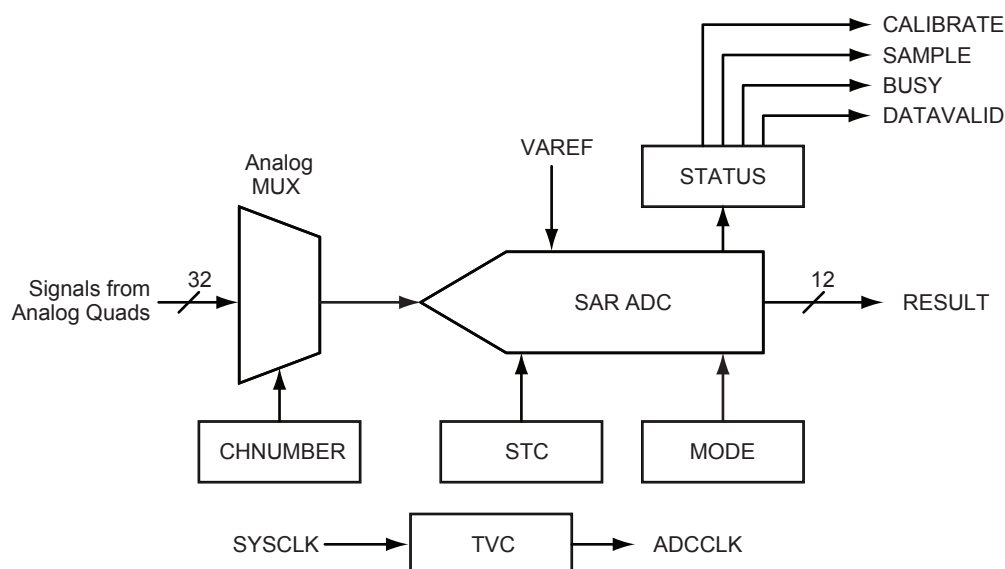 CALIBRATE
SAMPLE
BUSY
DATAVALID
VAREF
STATUS
Analog
MUX
32
Signals from
Analog Quads
SAR ADC
12
RESULT
CHNUMBER
STC
MODE
SYSCLK
TVC
ADCCLK